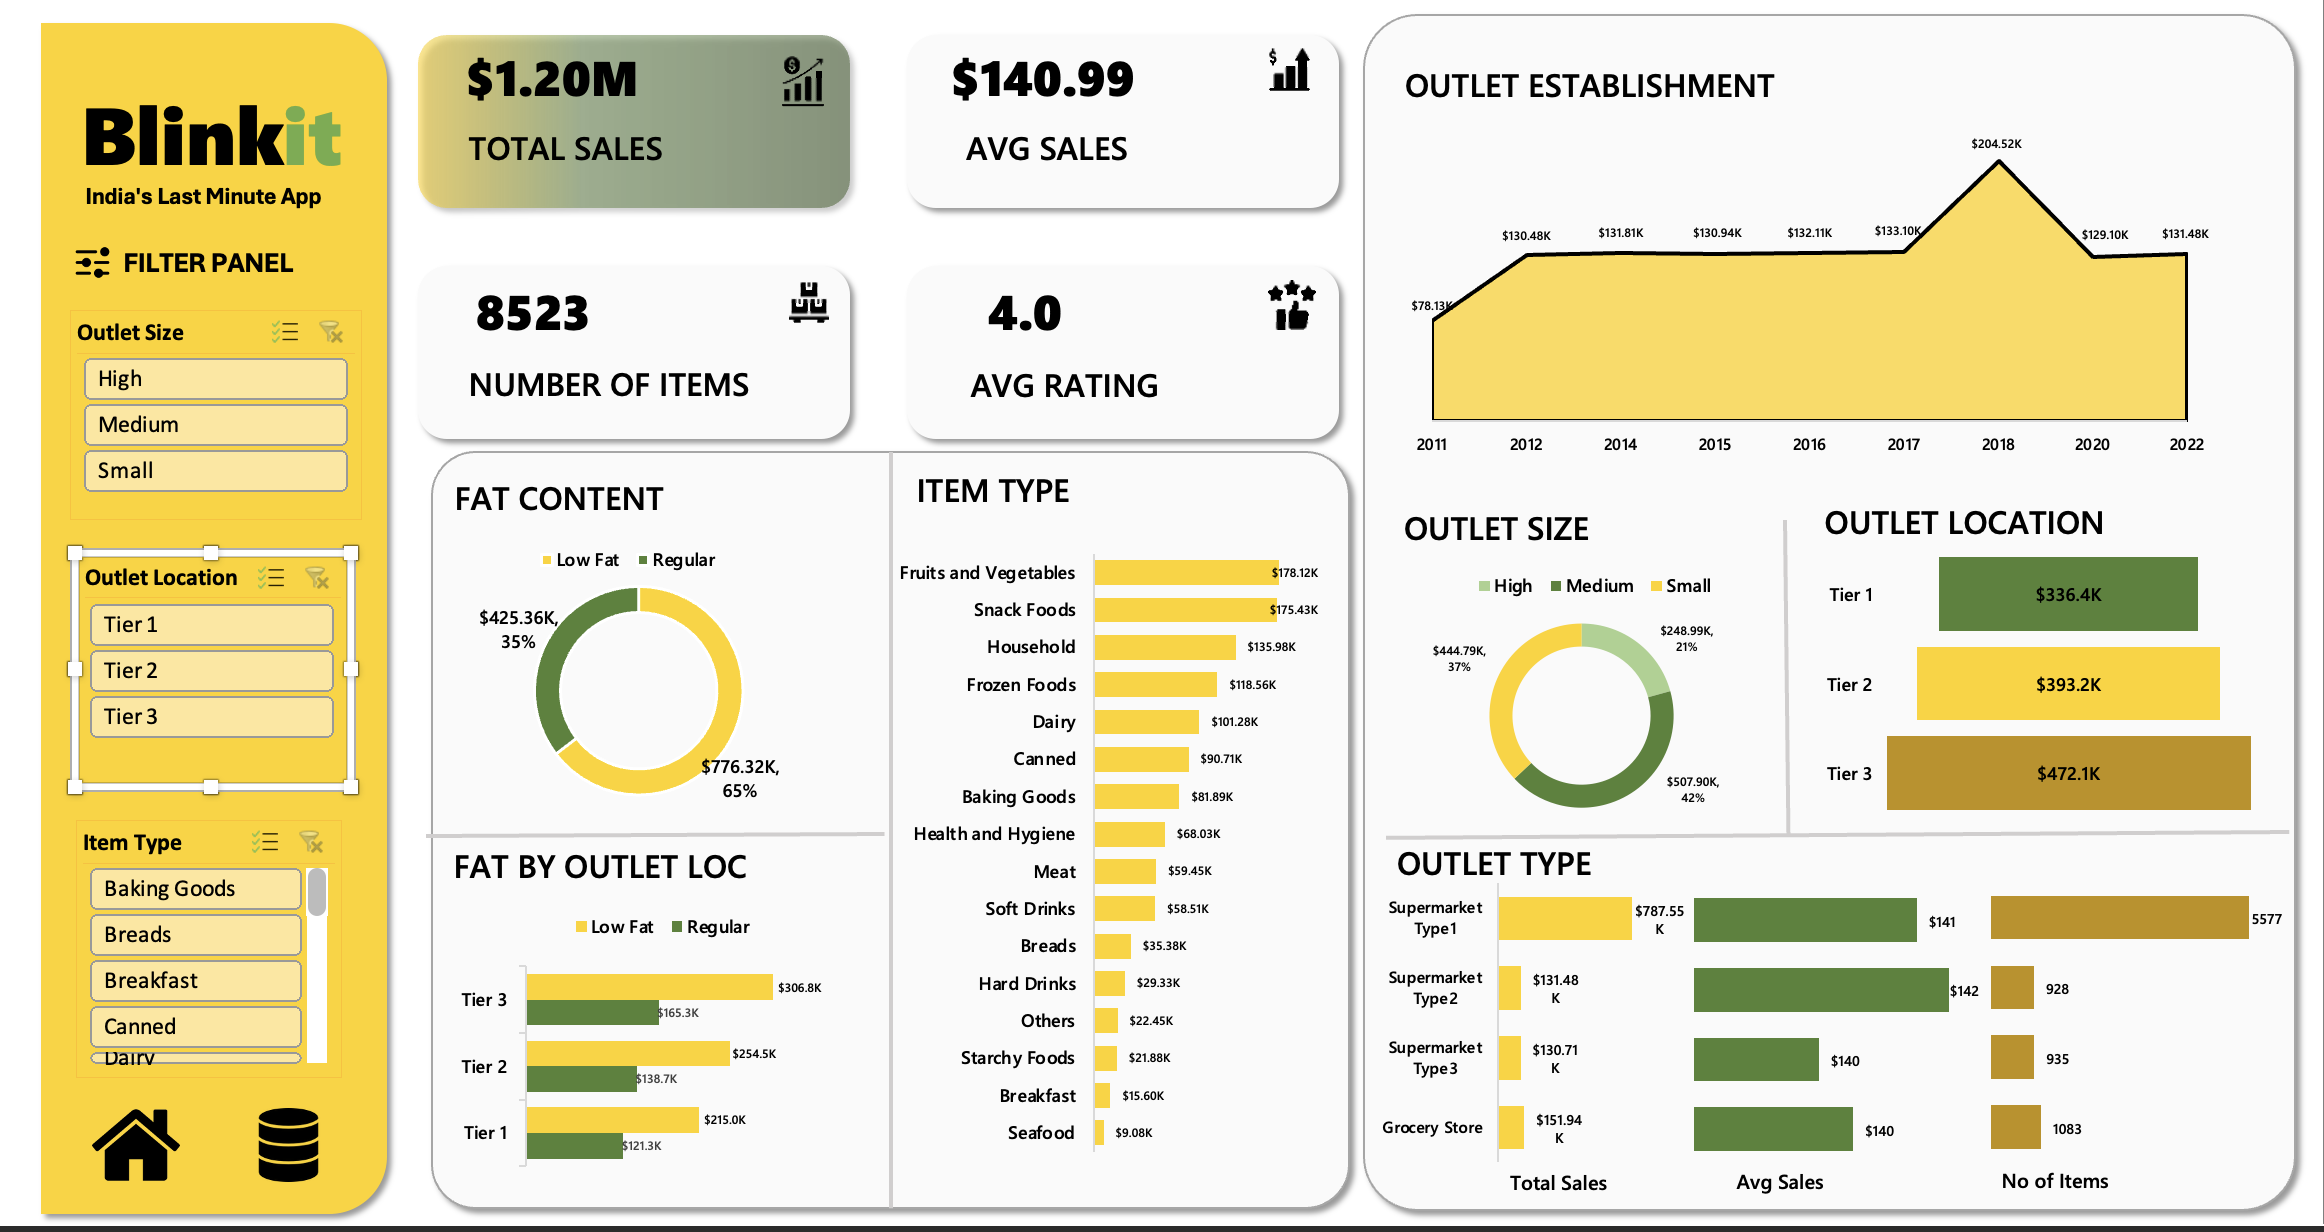 Blinkit
India's Last Minute App
FILTER PANEL
Outlet Size
High
Medium
Small
Outlet Location
Tier 1
Tier 2
Tier 3
Item Type
Baking Goods
Breads
Breakfast
Canned
Dairy
$1.20M
TOTAL SALES
$140.99
AVG SALES
8523
NUMBER OF ITEMS
4.0
AVG RATING
FAT CONTENT
Low Fat Regular
$425.36K,
35%
$776.32K,
65%
FAT BY OUTLET LOC
Low Fat Regular
Tier 3
$306.8K
$165.3K
Tier 2
$254.5K
$138.7K
Tier 1
$215.0K
$121.3K
ITEM TYPE
Fruits and Vegetables $178.12K
Snack Foods $175.43K
Household $135.98K
Frozen Foods $118.56K
Dairy $101.28K
Canned $90.71K
Baking Goods $81.89K
Health and Hygiene $68.03K
Meat $59.45K
Soft Drinks $58.51K
Breads $35.38K
Hard Drinks $29.33K
Others $22.45K
Starchy Foods $21.88K
Breakfast $15.60K
Seafood $9.08K
OUTLET ESTABLISHMENT
$78.13K $130.48K $131.81K $130.94K $132.11K $133.10K $204.52K $129.10K $131.48K
2011 2012 2014 2015 2016 2017 2018 2020 2022
OUTLET SIZE
High Medium Small
$248.99K,
21%
$444.79K,
37%
$507.90K,
42%
OUTLET LOCATION
Tier 1 $336.4K
Tier 2 $393.2K
Tier 3 $472.1K
OUTLET TYPE
Supermarket
Type1
$787.55
K
$141
5577
Supermarket
Type2
$131.48
K
$142
928
Supermarket
Type3
$130.71
K
$140
935
Grocery Store
$151.94
K
$140
1083
Total Sales Avg Sales No of Items